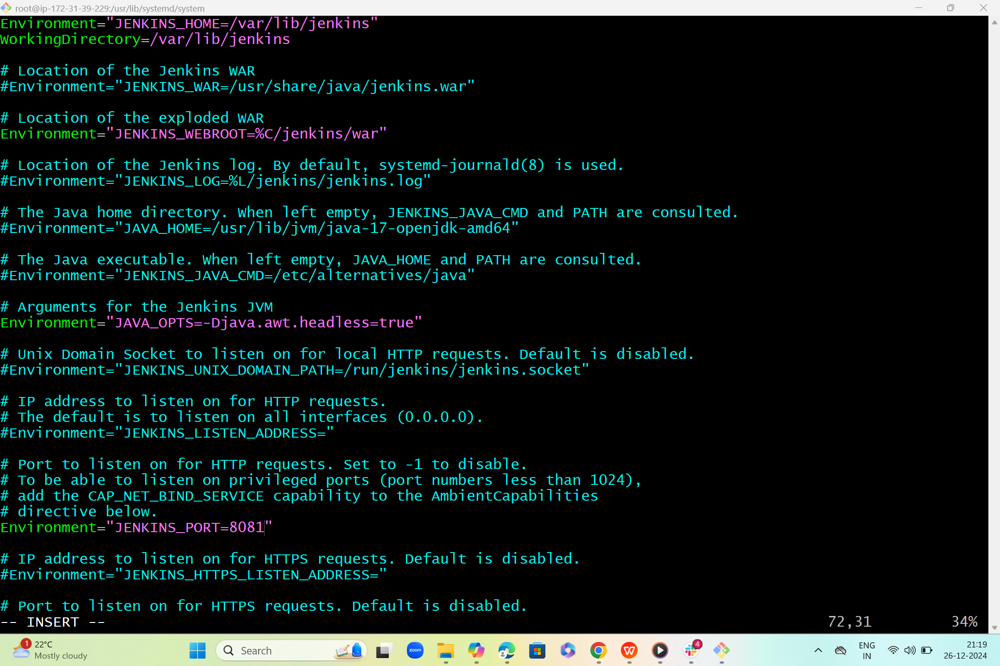 root@ip-172-31-39-229:/usr/lib/systemd/system
Environment="JENKINS_HOME=/var/lib/jenkins"
WorkingDirectory=/var/lib/jenkins
# Location of the Jenkins WAR
#Environment="JENKINS_WAR=/usr/share/java/jenkins.war"
# Location of the exploded WAR
Environment="JENKINS_WEBROOT=%C/jenkins/war"
# Location of the Jenkins log. By default, systemd-journald(8) is used.
#Environment="JENKINS_LOG=%L/jenkins/jenkins.log"
# The Java home directory. When left empty, JENKINS_JAVA_CMD and PATH are consulted.
#Environment="JAVA_HOME=/usr/lib/jvm/java-17-openjdk-amd64"
# The Java executable. When left empty, JAVA_HOME and PATH are consulted.
#Environment="JENKINS_JAVA_CMD=/etc/alternatives/java"
# Arguments for the Jenkins JVM
Environment="JAVA_OPTS=-Djava.awt.headless=true"
# Unix Domain Socket to listen on for local HTTP requests. Default is disabled.
#Environment="JENKINS_UNIX_DOMAIN_PATH=/run/jenkins/jenkins.socket"
# IP address to listen on for HTTP requests.
# The default is to listen on all interfaces (0.0.0.0).
#Environment="JENKINS_LISTEN_ADDRESS="
# Port to listen on for HTTP requests. Set to -1 to disable.
# To be able to listen on privileged ports (port numbers less than 1024),
# add the CAP_NET_BIND_SERVICE capability to the AmbientCapabilities
# directive below.
Environment="JENKINS_PORT=8081"
# IP address to listen on for HTTPS requests. Default is disabled.
#Environment="JENKINS_HTTPS_LISTEN_ADDRESS="
# Port to listen on for HTTPS requests. Default is disabled.
-- INSERT -- 72,31 34%
1
22°C
Mostly cloudy
Search
zoom
W
4
ENG
IN
21:19
26-12-2024